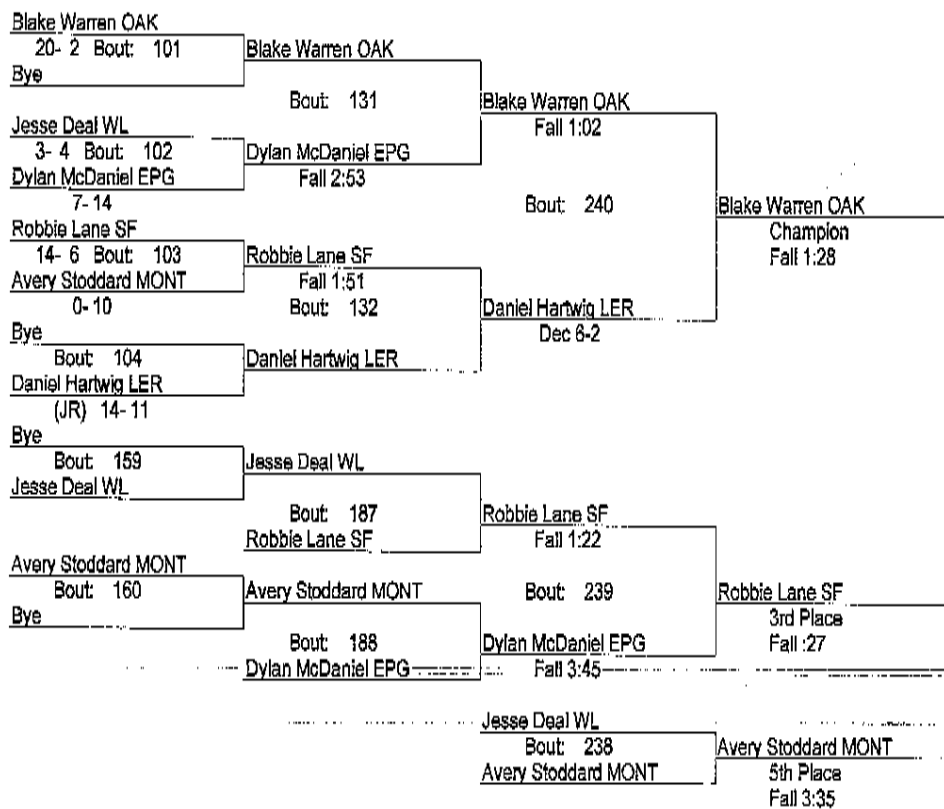 Blake Warren OAK
20- 2 Bout: 101
Bye
Blake Warren OAK
Bout: 131
Jesse Deal WL
3- 4 Bout: 102
Dylan McDaniel EPG
7- 14
Dylan McDaniel EPG
Fall 2:53
Blake Warren OAK
Fall 1:02
Bout: 240
Robbie Lane SF
14- 6 Bout: 103
Avery Stoddard MONT
0- 10
Robbie Lane SF
Fall 1:51
Bout: 132
Bye
Bout: 104
Daniel Hartwig LER
(JR) 14- 11
Daniel Hartwig LER
Daniel Hartwig LER
Dec 6-2
Blake Warren OAK
Champion
Fall 1:28
Bye
Bout: 159
Jesse Deal WL
Jesse Deal WL
Bout: 187
Robbie Lane SF
Robbie Lane SF
Fall 1:22
Bout: 239
Avery Stoddard MONT
Bout: 160
Bye
Avery Stoddard MONT
Bout: 188
Dylan McDaniel EPG
Dylan McDaniel EPG
Fall 3:45
Robbie Lane SF
3rd Place
Fall :27
Jesse Deal WL
Bout: 238
Avery Stoddard MONT
Avery Stoddard MONT
5th Place
Fall 3:35